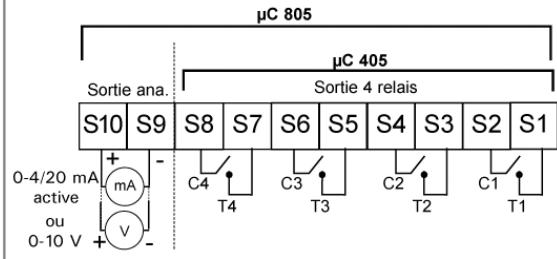 µC 805
µC 405
Sortie ana.
Sortie 4 relais
S10 S9 S8 S7 S6 S5 S4 S3 S2 S1
+ -
0-4/20 mA
active
mA
C4 C3 C2 C1
T4 T3 T2 T1
ou
0-10 V + V -